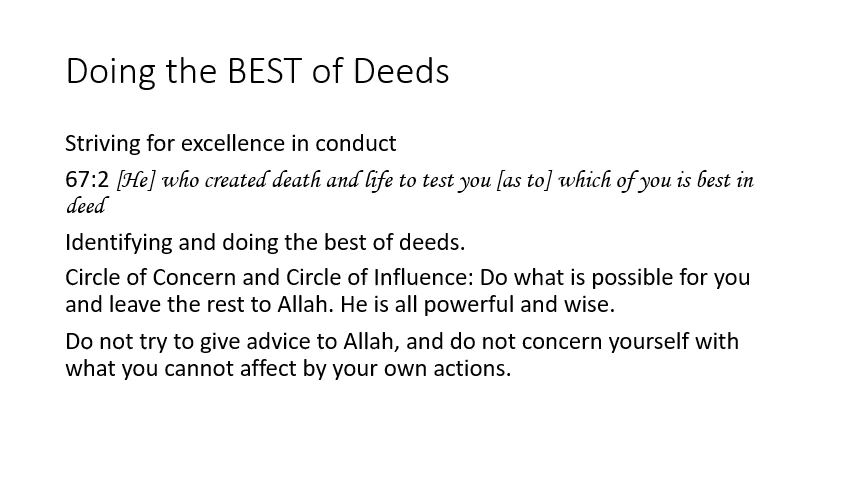 Doing the BEST of Deeds
Striving for excellence in conduct
67:2 [He] who created death and life to test you [as to] which of you is best in
deed
Identifying and doing the best of deeds.
Circle of Concern and Circle of Influence: Do what is possible for you
and leave the rest to Allah. He is all powerful and wise.
Do not try to give advice to Allah, and do not concern yourself with
what you cannot affect by your own actions.